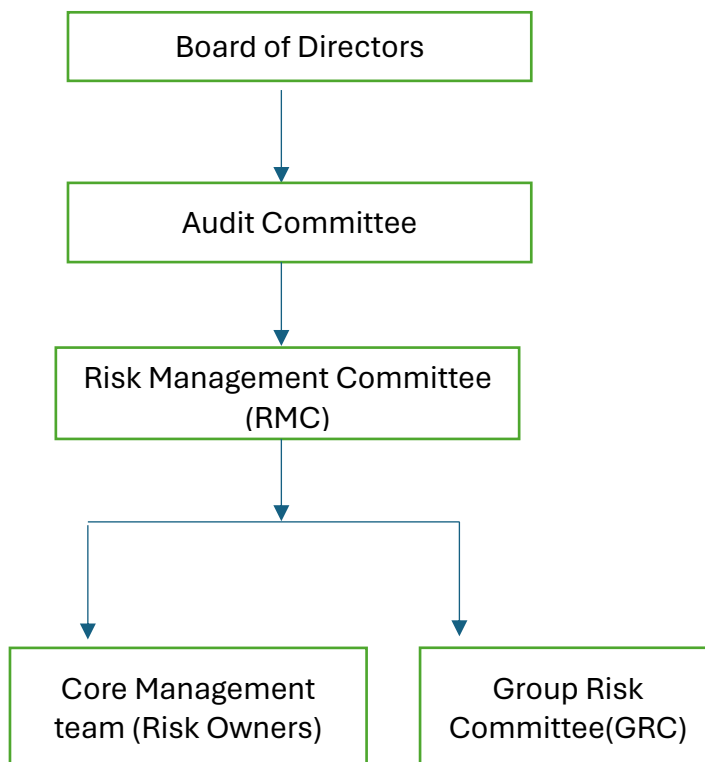 Board of Directors
Audit Committee
Risk Management Committee
(RMC)
Core Management
team (Risk Owners)
Group Risk
Committee(GRC)